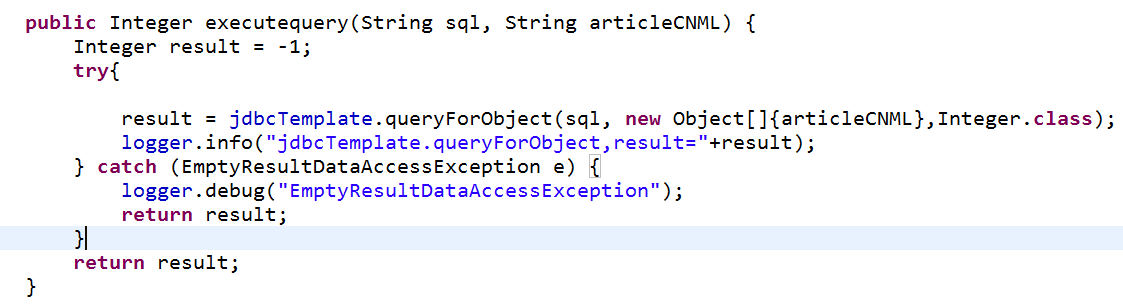 public Integer executequery(String sql, String articleCNML) {
    Integer result = -1;
    try{
        result = jdbcTemplate.queryForObject(sql, new Object[]{articleCNML},Integer.class);
        logger.info("jdbcTemplate.queryForObject,result="+result);
    } catch (EmptyResultDataAccessException e) {
        logger.debug("EmptyResultDataAccessException");
        return result;
    }
    return result;
}